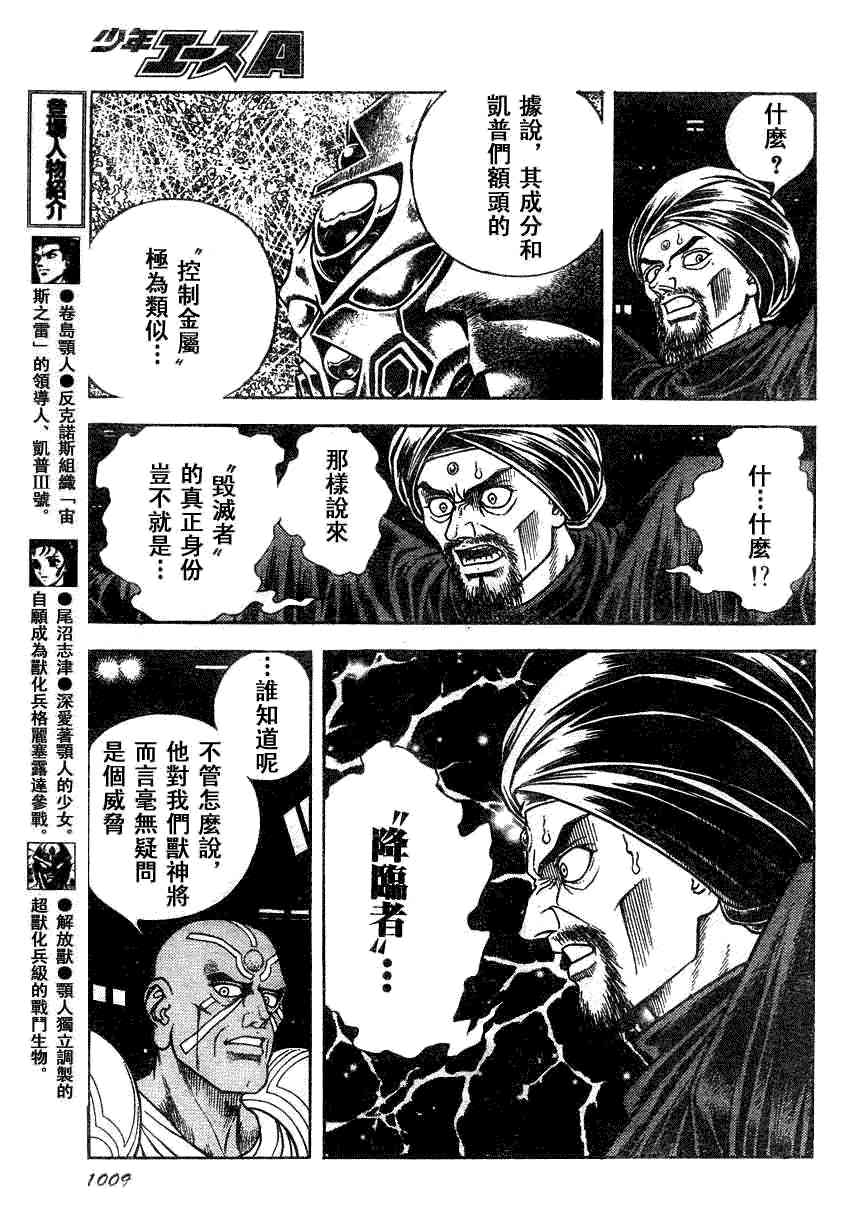 少年エースA
什麼?
據說,其成分和
凱普們額頭的
〝控制金屬〞
極為類似…
什…什麼!?
那樣說來
〝毀滅者〞
的真正身份
豈不就是…
〝降臨者〞…
…誰知道呢
不管怎麼說,
他對我們獸神將
而言毫無疑問
是個威脅
登場人物紹介
●卷島顎人●反克諾斯組織「宙
斯之雷」的領導人、凱普III號。
●尾沼志津●深愛著顎人的少女。
自願成為獸化兵格麗塞露達參戰。
●解放獸●顎人獨立調製的
超獸化兵級的戰鬥生物。
1009